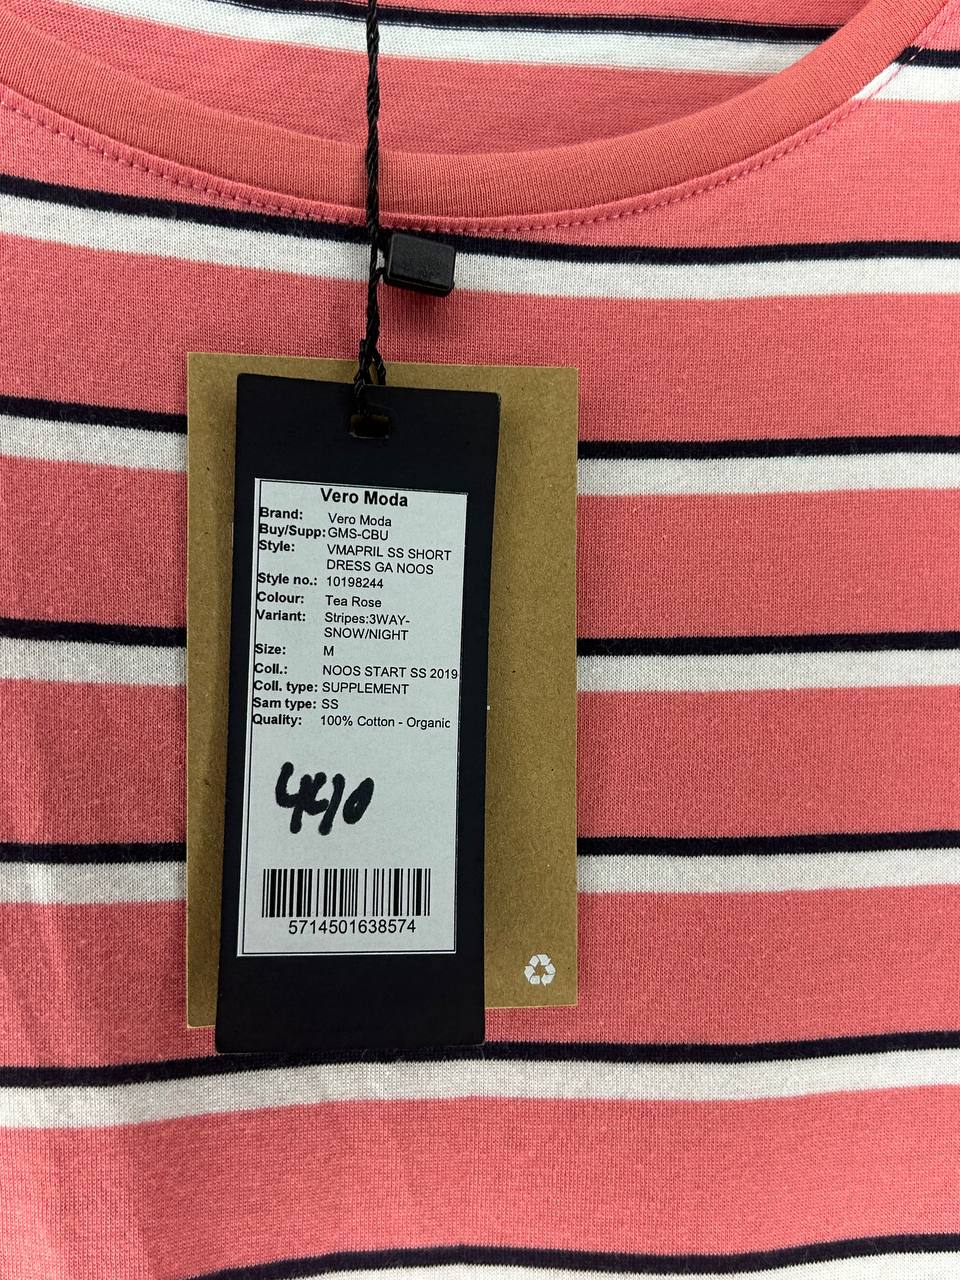 Vero Moda
Brand: Vero Moda
Buy/Supp: GMS-CBU
Style: VMAPRIL SS SHORT
DRESS GA NOOS
Style no.: 10198244
Colour: Tea Rose
Variant: Stripes:3WAY-
SNOW/NIGHT
Size: M
Coll.: NOOS START SS 2019
Coll. type: SUPPLEMENT
Sam type: SS
Quality: 100% Cotton - Organic
5714501638574